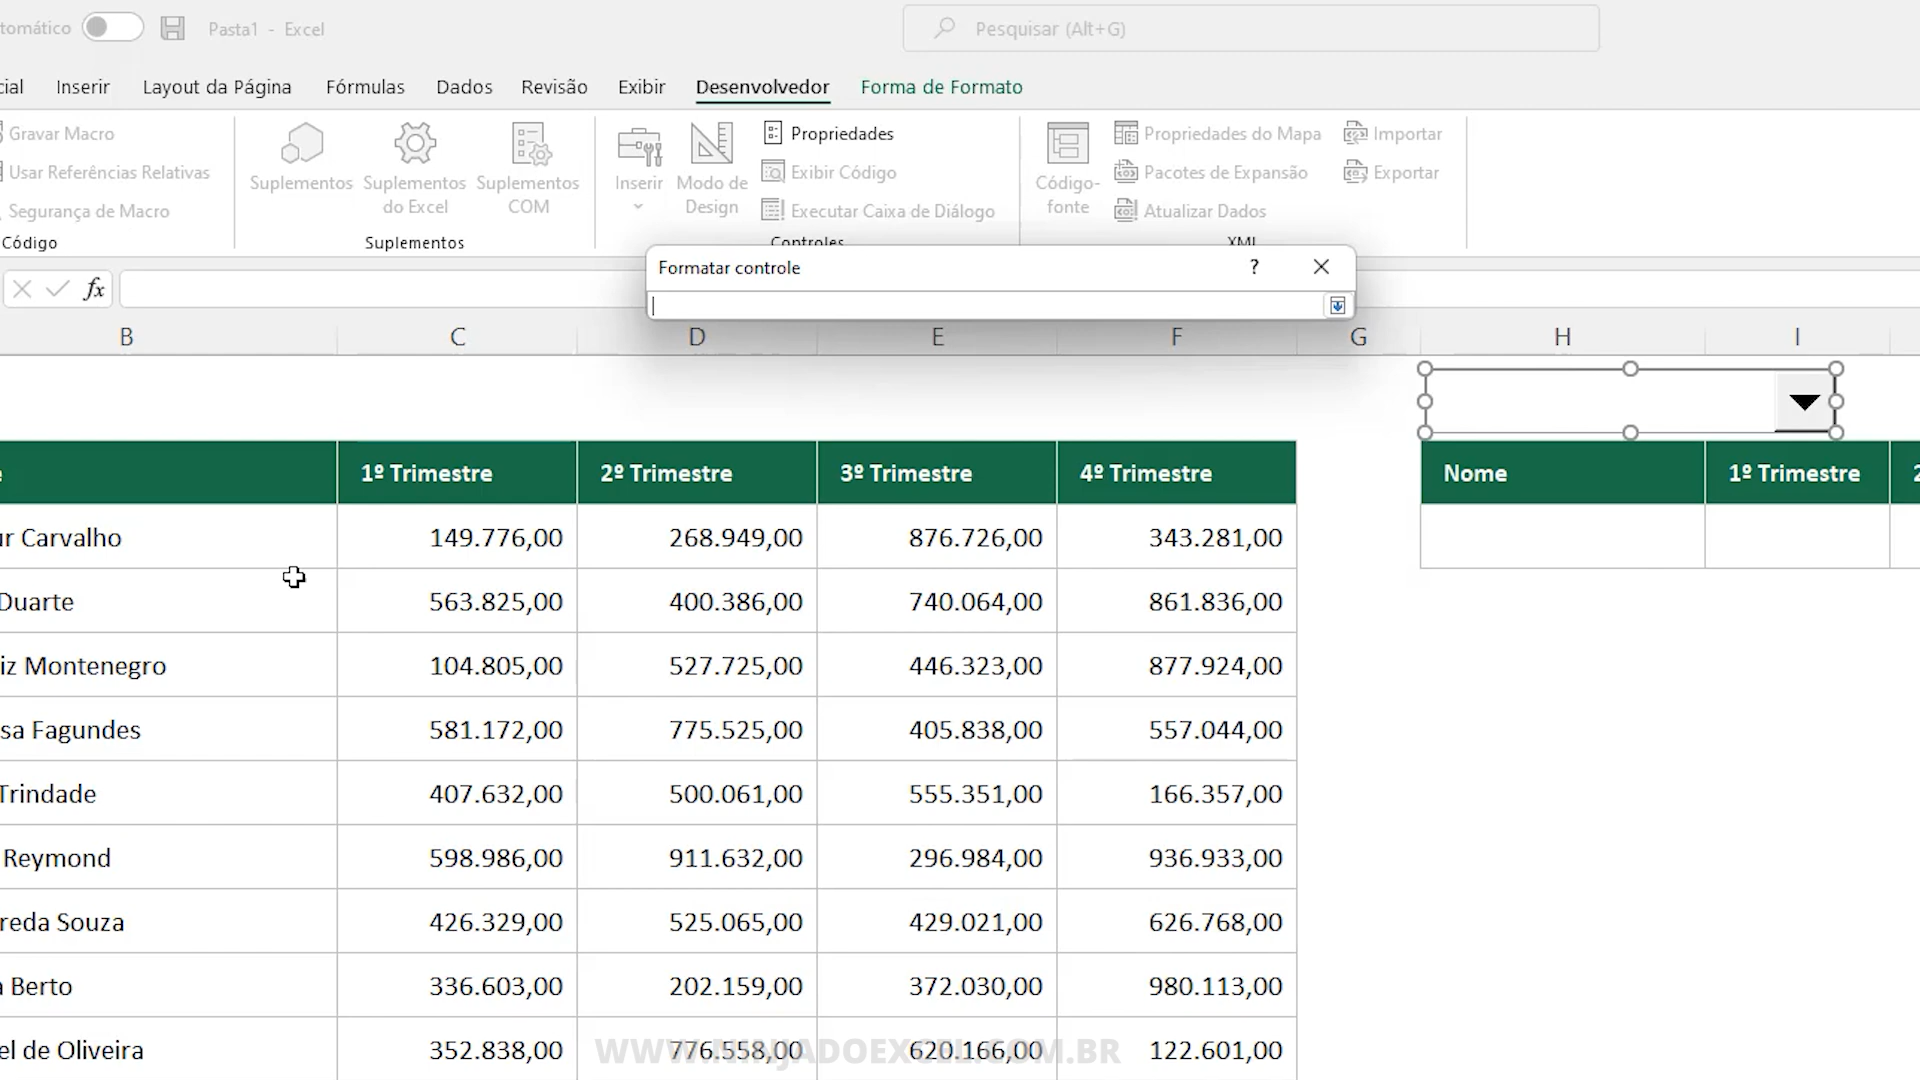 tomático Pasta1 - Excel Pesquisar (Alt+G)
cial Inserir Layout da Página Fórmulas Dados Revisão Exibir Desenvolvedor Forma de Formato
Gravar Macro
Usar Referências Relativas
Segurança de Macro
Código
Suplementos
Suplementos do Excel
Suplementos COM
Suplementos
Inserir
Modo de Design
Propriedades
Exibir Código
Executar Caixa de Diálogo
Controles
Código-fonte
Propriedades do Mapa
Pacotes de Expansão
Atualizar Dados
Importar
Exportar
XML
Formatar controle ? 
fx
B C D E F G H I
e 1º Trimestre 2º Trimestre 3º Trimestre 4º Trimestre Nome 1º Trimestre 2
ur Carvalho 149.776,00 268.949,00 876.726,00 343.281,00
Duarte 563.825,00 400.386,00 740.064,00 861.836,00
iz Montenegro 104.805,00 527.725,00 446.323,00 877.924,00
sa Fagundes 581.172,00 775.525,00 405.838,00 557.044,00
Trindade 407.632,00 500.061,00 555.351,00 166.357,00
Reymond 598.986,00 911.632,00 296.984,00 936.933,00
reda Souza 426.329,00 525.065,00 429.021,00 626.768,00
a Berto 336.603,00 202.159,00 372.030,00 980.113,00
el de Oliveira 352.838,00 776.558,00 620.166,00 122.601,00
WWW.NINJADOEXCEL.COM.BR